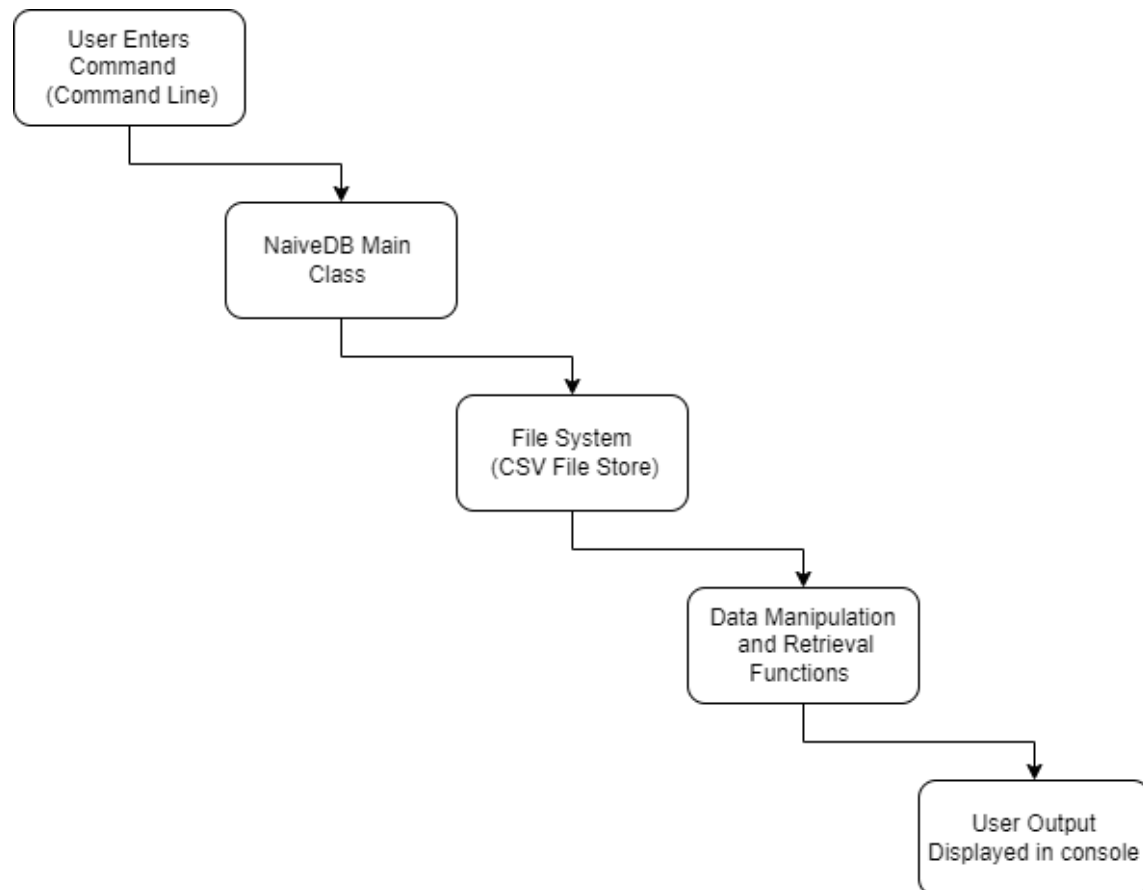 User Enters
Command
(Command Line)
NaiveDB Main
Class
File System
(CSV File Store)
Data Manipulation
and Retrieval
Functions
User Output
Displayed in console